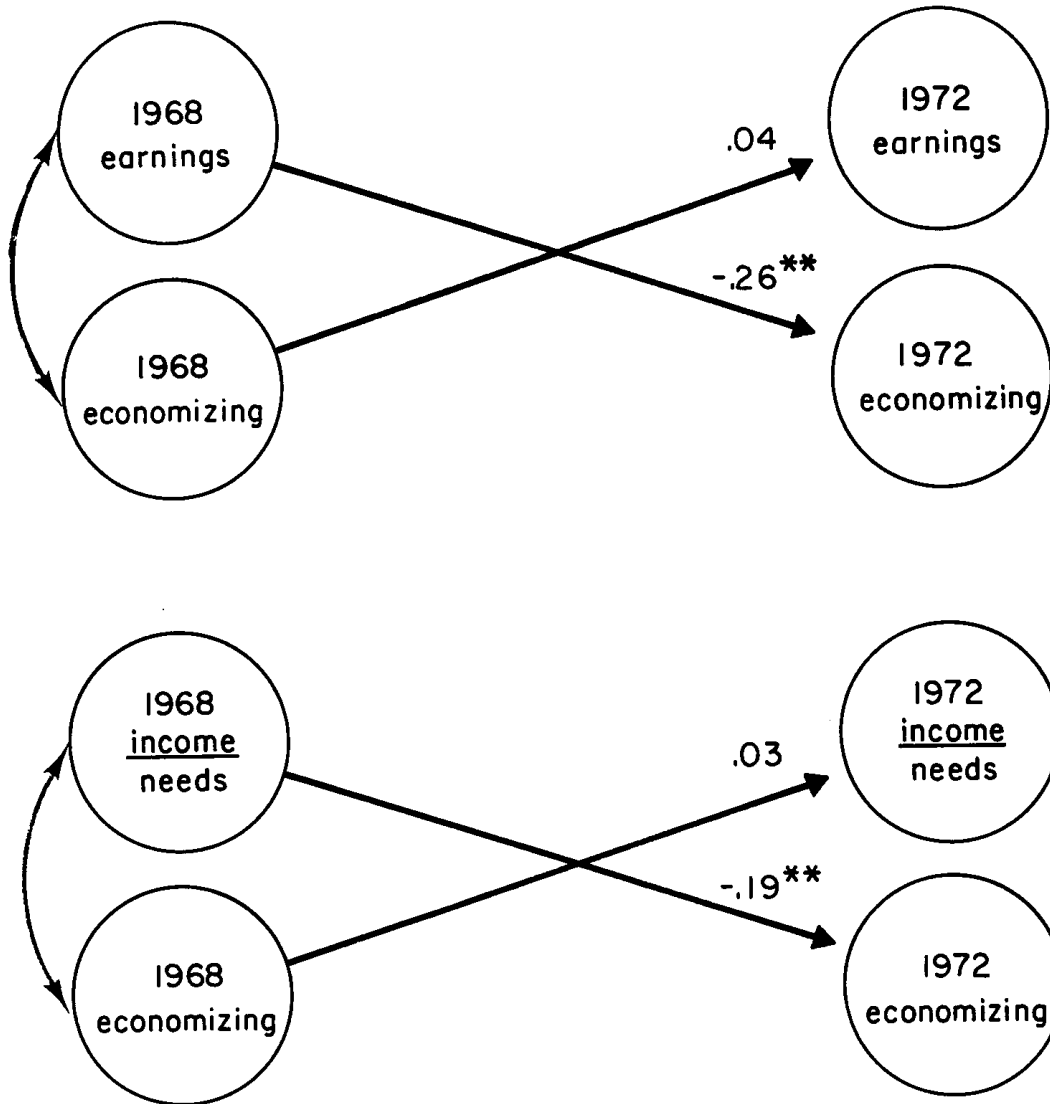 1968
earnings
1972
earnings
.04
-.26**
1968
economizing
1972
economizing
1968
income
needs
1972
income
needs
.03
-.19**
1968
economizing
1972
economizing